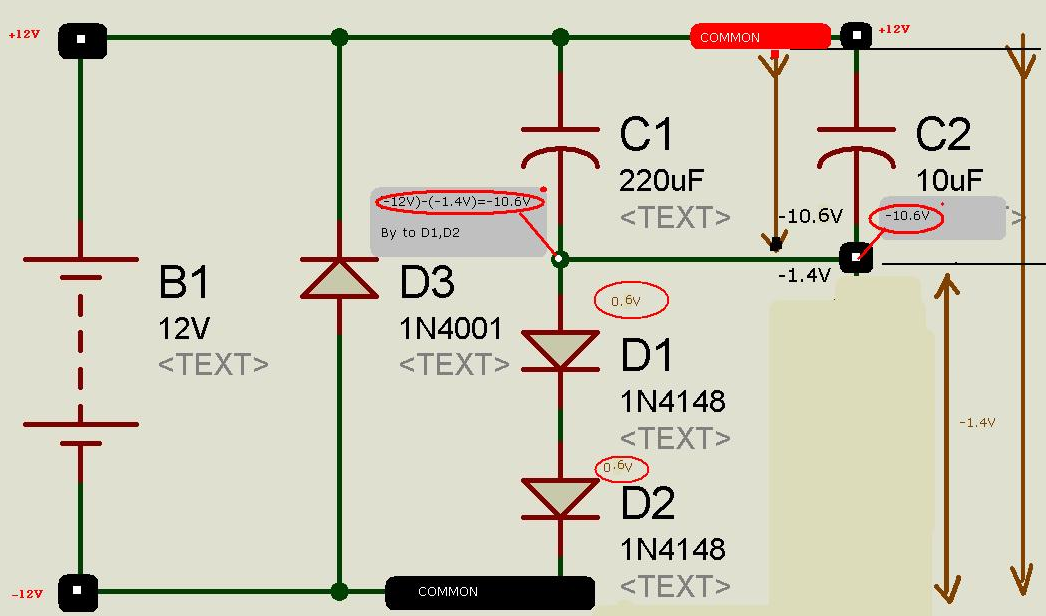 +12V
COMMON
+12V
C1
220uF
<TEXT>
C2
10uF
>
-12V)-(-1.4V)=-10.6V
By to D1,D2
-10.6V
-10.6V
-1.4V
B1
12V
<TEXT>
D3
1N4001
<TEXT>
0.6V
D1
1N4148
<TEXT>
-1.4V
0.6V
D2
1N4148
<TEXT>
-12V
COMMON